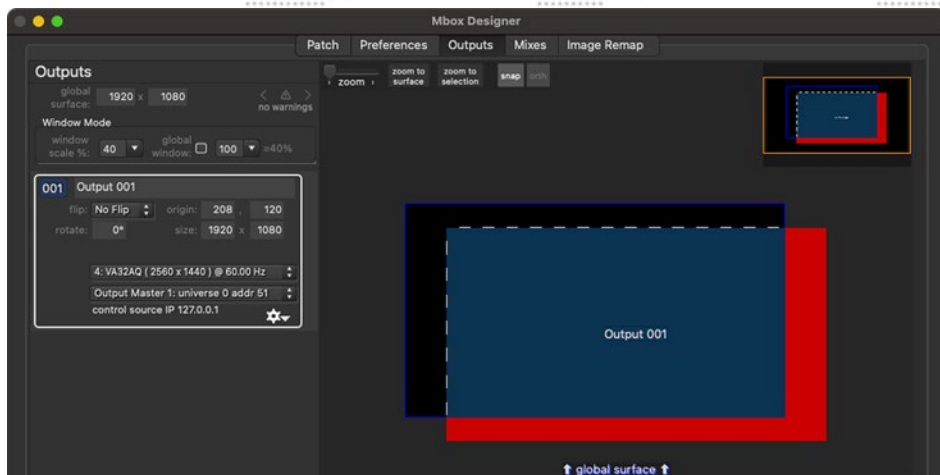 Mbox Designer
Patch Preferences Outputs Mixes Image Remap
Outputs
global surface: 1920 x 1080
no warnings
Window Mode
window scale %: 40 global window: 100 =40%
001 Output 001
flip: No Flip origin: 208 , 120
rotate: 0° size: 1920 x 1080
4: VA32AQ ( 2560 x 1440 ) @ 60.00 Hz
Output Master 1: universe 0 addr 51
control source IP 127.0.0.1
zoom
zoom to surface
zoom to selection
snap
orth
Output 001
global surface